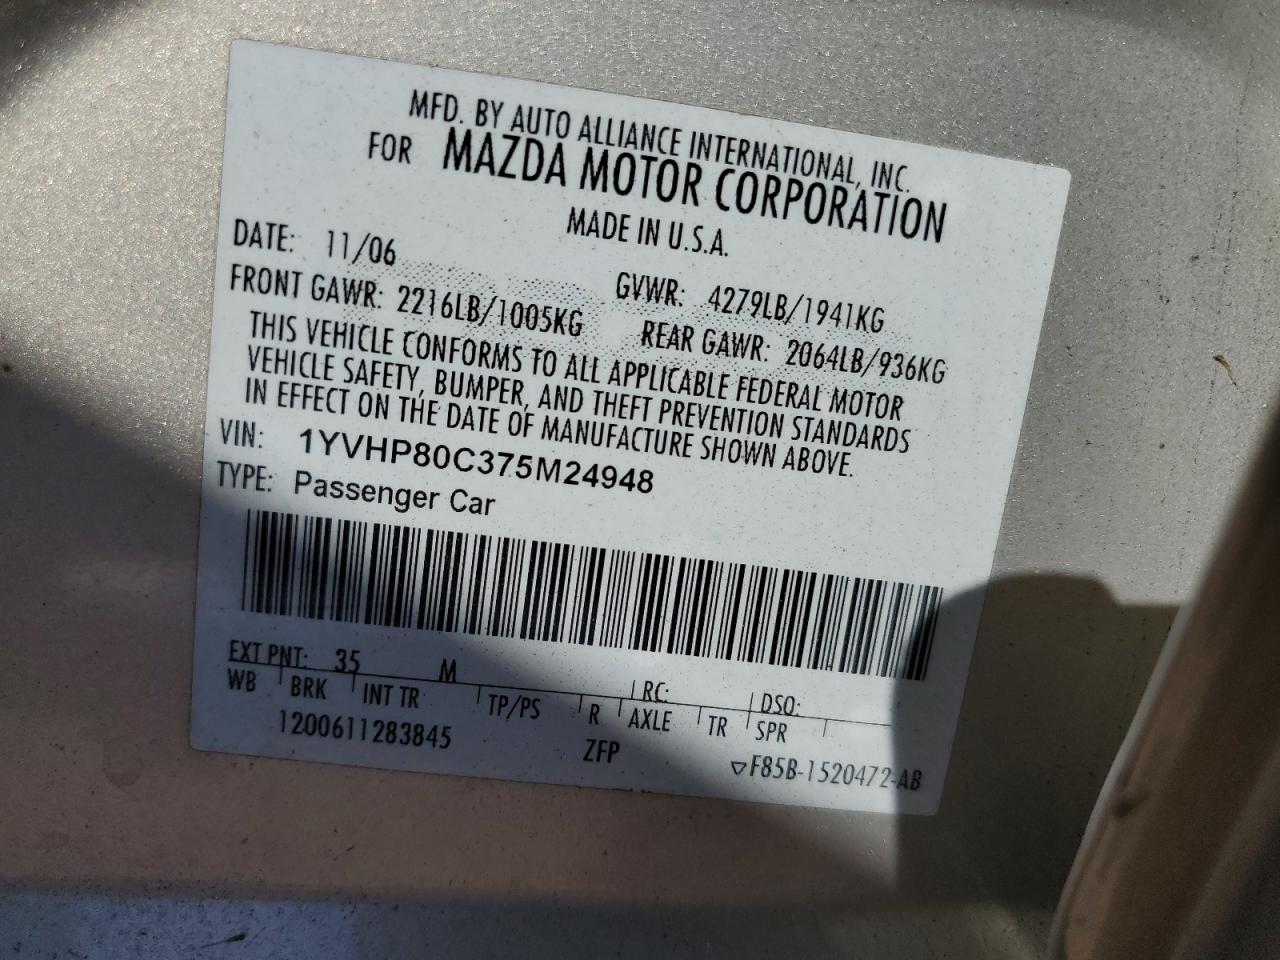 MFD. BY AUTO ALLIANCE INTERNATIONAL, INC.
FOR MAZDA MOTOR CORPORATION
MADE IN U.S.A.
DATE: 11/06 GVWR: 4279LB/1941KG
FRONT GAWR: 2216LB/1005KG REAR GAWR: 2064LB/936KG
THIS VEHICLE CONFORMS TO ALL APPLICABLE FEDERAL MOTOR
VEHICLE SAFETY, BUMPER, AND THEFT PREVENTION STANDARDS
IN EFFECT ON THE DATE OF MANUFACTURE SHOWN ABOVE.
VIN: 1YVHP80C375M24948
TYPE: Passenger Car
EXT PNT: 35 M RC: DSO:
WB BRK INT TR TP/PS R AXLE TR SPR
1200611283845 ZFP ▽F85B-1520472-AB